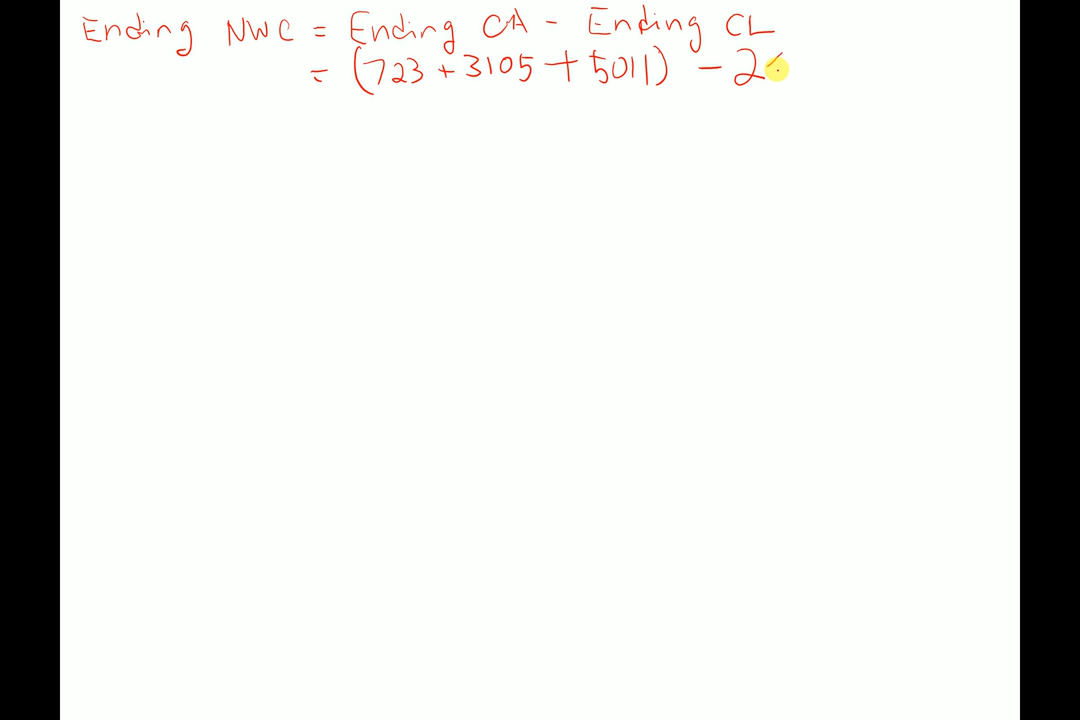 Ending NWC = Ending CA - Ending CL
= (723 + 3105 + 5011) - 2